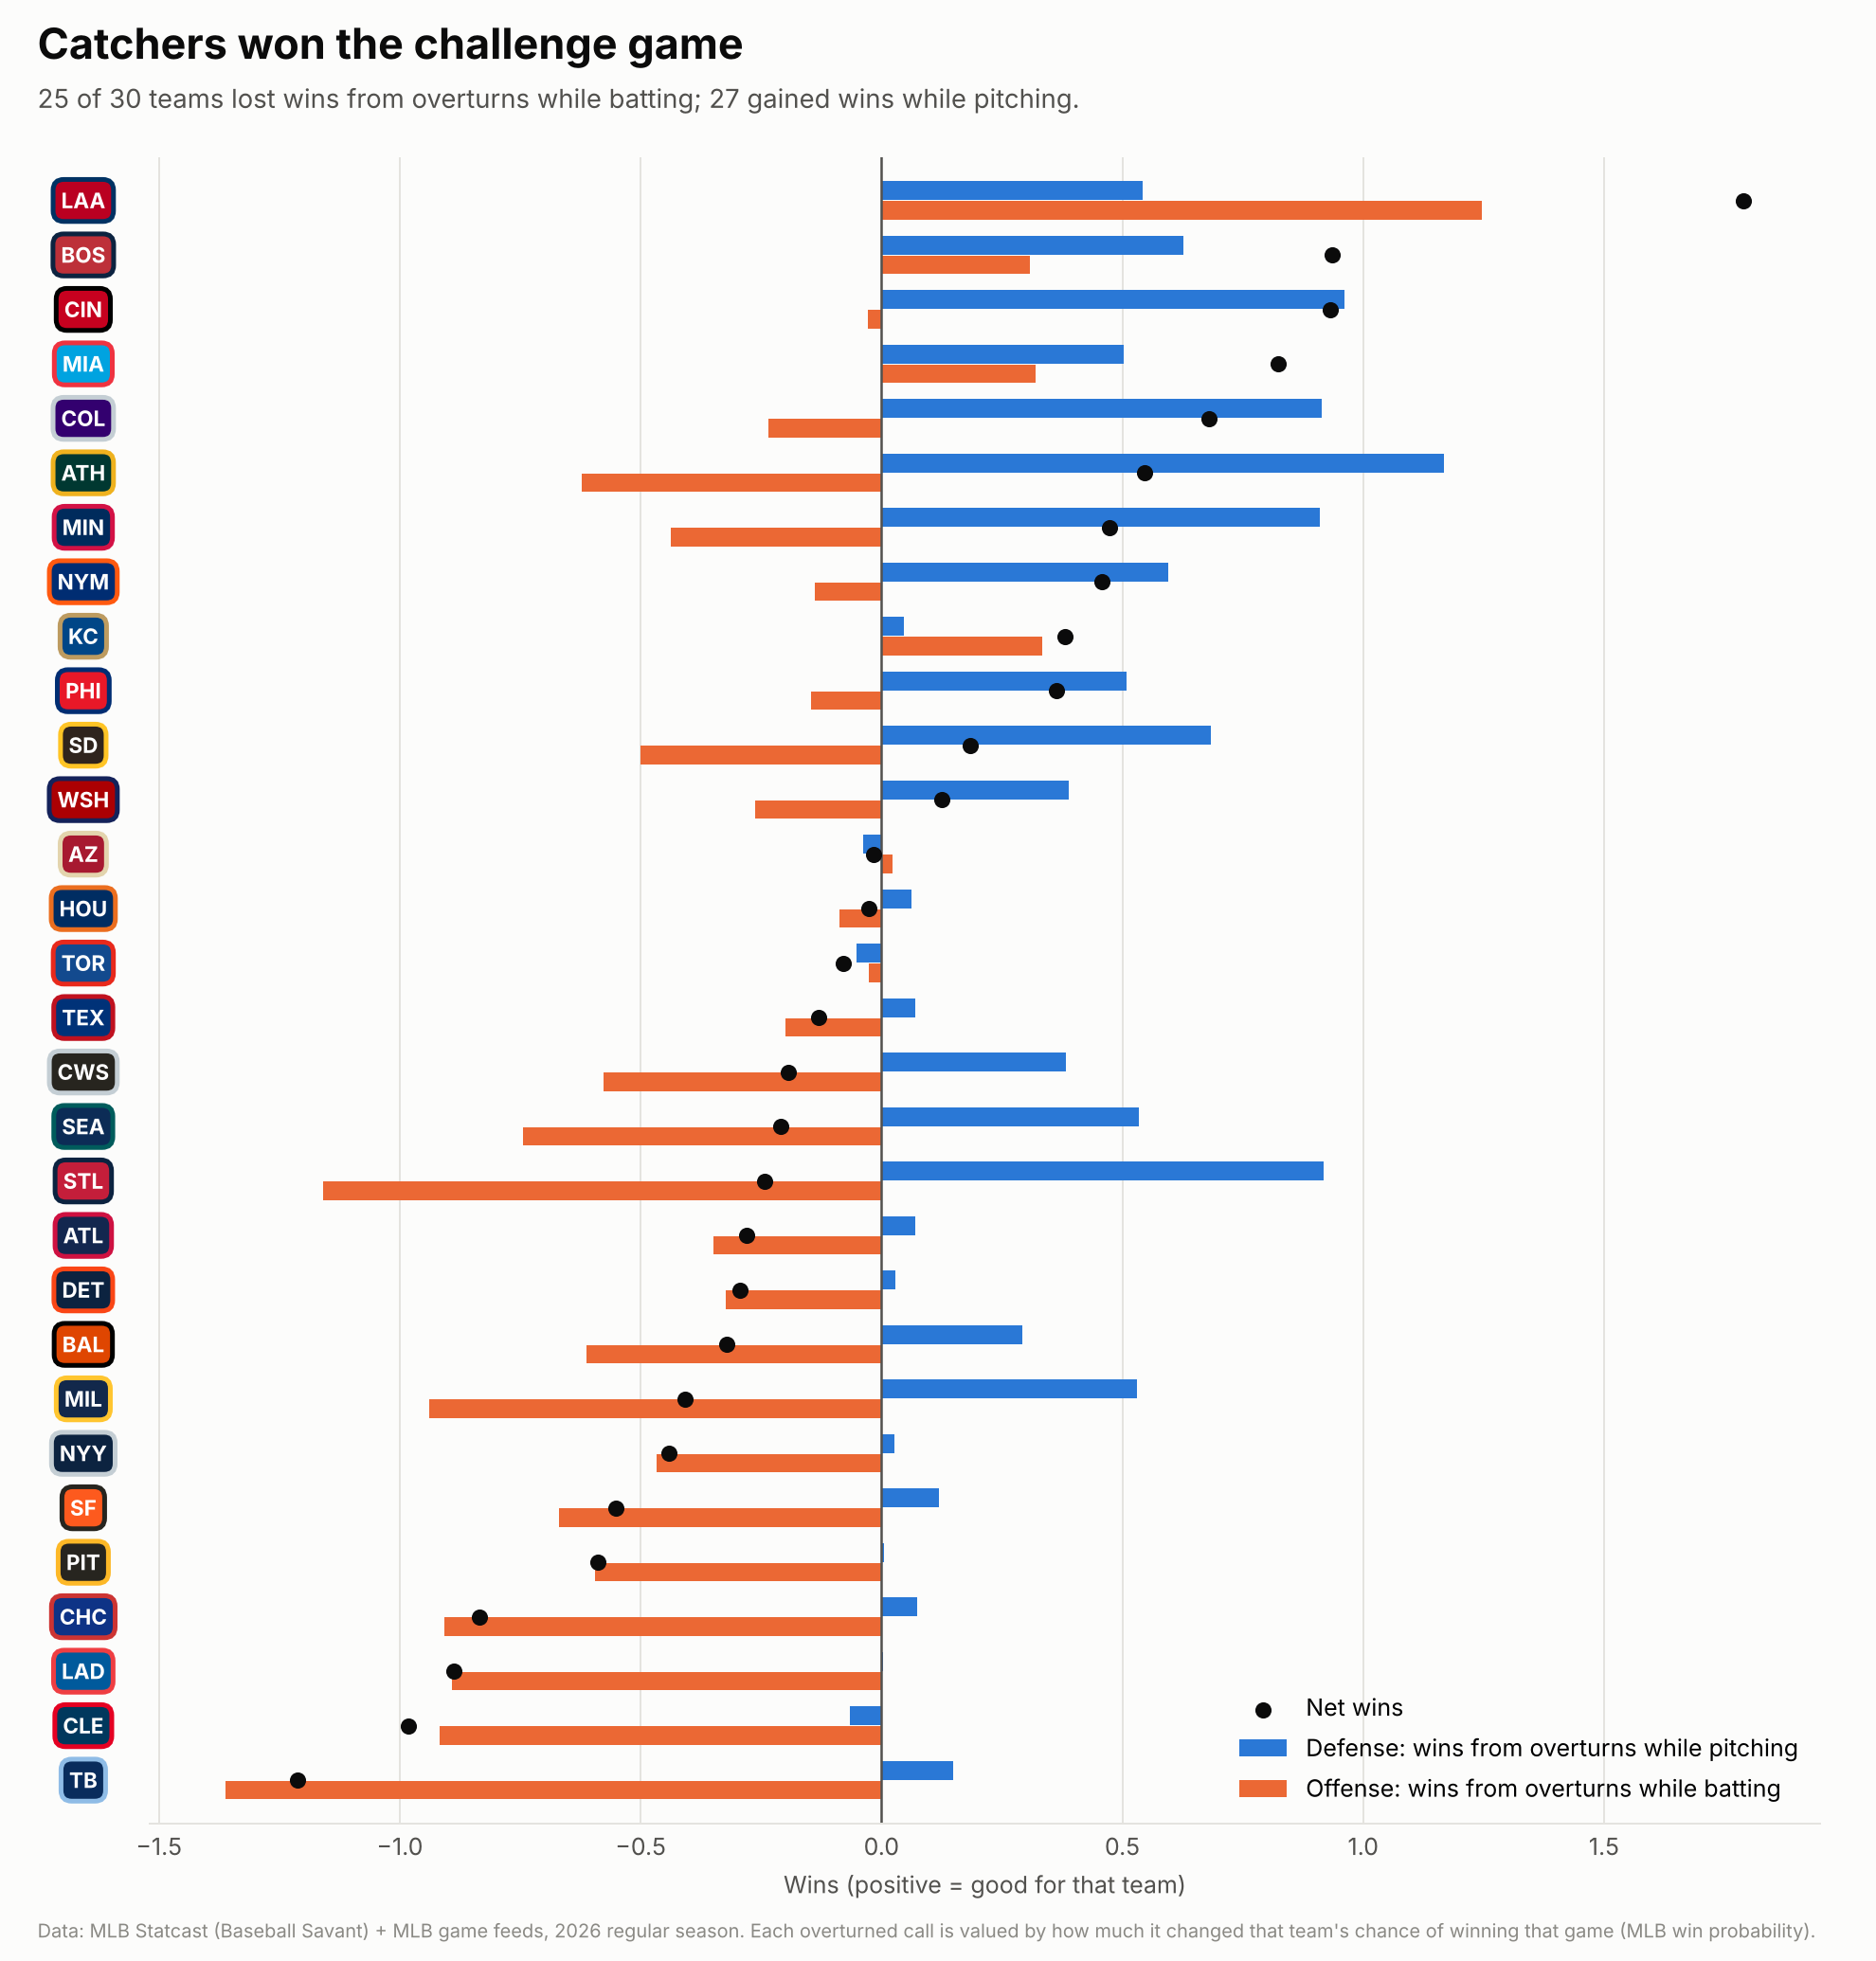 Catchers won the challenge game
25 of 30 teams lost wins from overturns while batting; 27 gained wins while pitching.
LAA
BOS
CIN
MIA
COL
ATH
MIN
NYM
KC
PHI
SD
WSH
AZ
HOU
TOR
TEX
CWS
SEA
STL
ATL
DET
BAL
MIL
NYY
SF
PIT
CHC
LAD
CLE
TB
Net wins
Defense: wins from overturns while pitching
Offense: wins from overturns while batting
−1.5 −1.0 −0.5 0.0 0.5 1.0 1.5
Wins (positive = good for that team)
Data: MLB Statcast (Baseball Savant) + MLB game feeds, 2026 regular season. Each overturned call is valued by how much it changed that team's chance of winning that game (MLB win probability).